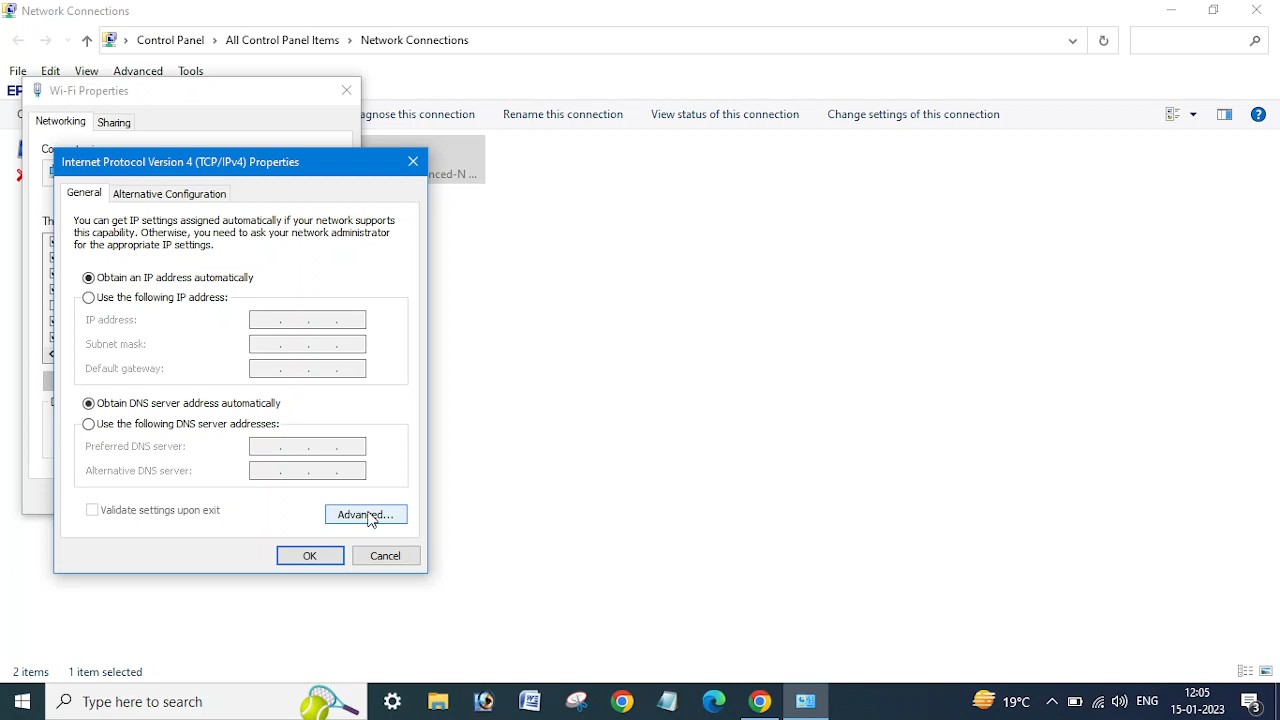 Network Connections
Control Panel › All Control Panel Items › Network Connections
File Edit View Advanced Tools
Wi-Fi Properties
agnose this connection Rename this connection View status of this connection Change settings of this connection
Networking Sharing
Internet Protocol Version 4 (TCP/IPv4) Properties
nced-N ...
General Alternative Configuration
You can get IP settings assigned automatically if your network supports
this capability. Otherwise, you need to ask your network administrator
for the appropriate IP settings.
Obtain an IP address automatically
Use the following IP address:
IP address:
Subnet mask:
Default gateway:
Obtain DNS server address automatically
Use the following DNS server addresses:
Preferred DNS server:
Alternative DNS server:
Validate settings upon exit
Advanced...
OK Cancel
2 items 1 item selected
Type here to search
19°C
ENG
12:05
15-01-2023
3